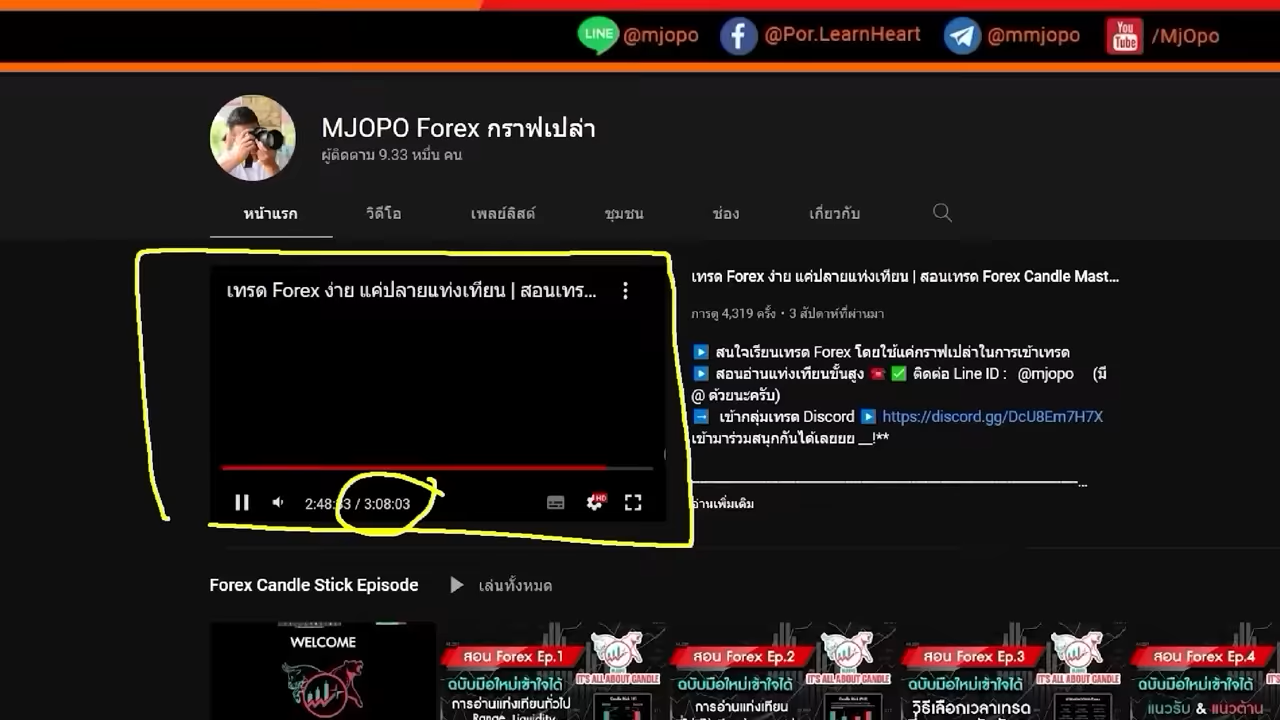 LINE @mjopo @Por.LearnHeart @mmjopo You Tube /MjOpo
MJOPO Forex กราฟเปล่า
ผู้ติดตาม 9.33 หมื่น คน
หน้าแรก วิดีโอ เพลย์ลิสต์ ชุมชน ช่อง เกี่ยวกับ
เทรด Forex ง่าย แค่ปลายแท่งเทียน | สอนเทร...
2:48:33 / 3:08:03 HD
เทรด Forex ง่าย แค่ปลายแท่งเทียน | สอนเทรด Forex Candle Mast...
การดู 4,319 ครั้ง • 3 สัปดาห์ที่ผ่านมา
สนใจเรียนเทรด Forex โดยใช้แค่กราฟเปล่าในการเข้าเทรด
สอนอ่านแท่งเทียนขั้นสูง ☎️ ✅ ติดต่อ Line ID : @mjopo (มี
@ ด้วยนะครับ)
เข้ากลุ่มเทรด Discord https://discord.gg/DcU8Em7H7X
เข้ามาร่วมสนุกกันได้เลยยย __!**
...
อ่านเพิ่มเติม
Forex Candle Stick Episode เล่นทั้งหมด
WELCOME
สอน Forex Ep.1
IT'S ALL ABOUT CANDLE
ฉบับมือใหม่เข้าใจได้
การอ่านแท่งเทียนทั่วไป
Range, Liquidity
สอน Forex Ep.2
IT'S ALL ABOUT CANDLE
ฉบับมือใหม่เข้าใจได้
การอ่านแท่งเทียน
สอน Forex Ep.3
IT'S ALL ABOUT CANDLE
ฉบับมือใหม่เข้าใจได้
วิธีเลือกเวลาเทรด
สอน Forex Ep.4
ฉบับมือใหม่เข้าใจได้
แนวรับ & แนวต้าน